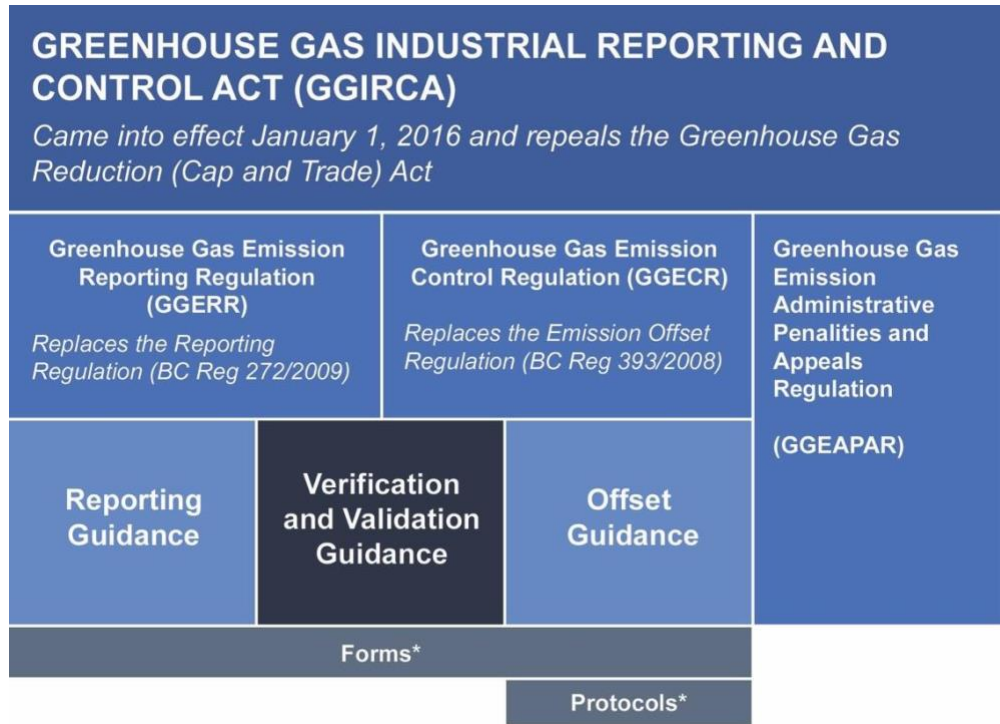 GREENHOUSE GAS INDUSTRIAL REPORTING AND
CONTROL ACT (GGIRCA)
Came into effect January 1, 2016 and repeals the Greenhouse Gas
Reduction (Cap and Trade) Act
Greenhouse Gas Emission
Reporting Regulation
(GGERR)
Replaces the Reporting
Regulation (BC Reg 272/2009)
Greenhouse Gas Emission
Control Regulation (GGECR)
Replaces the Emission Offset
Regulation (BC Reg 393/2008)
Greenhouse Gas
Emission
Administrative
Penalities and
Appeals
Regulation
(GGEAPAR)
Reporting
Guidance
Verification
and Validation
Guidance
Offset
Guidance
Forms*
Protocols*